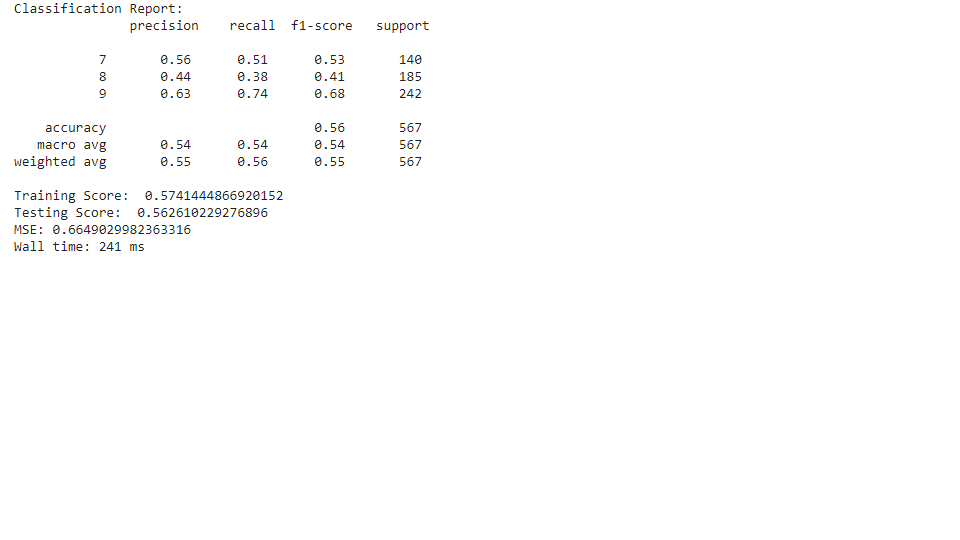 Classification Report:
precision recall f1-score support
7 0.56 0.51 0.53 140
8 0.44 0.38 0.41 185
9 0.63 0.74 0.68 242
accuracy 0.56 567
macro avg 0.54 0.54 0.54 567
weighted avg 0.55 0.56 0.55 567
Training Score: 0.5741444866920152
Testing Score: 0.562610229276896
MSE: 0.6649029982363316
Wall time: 241 ms